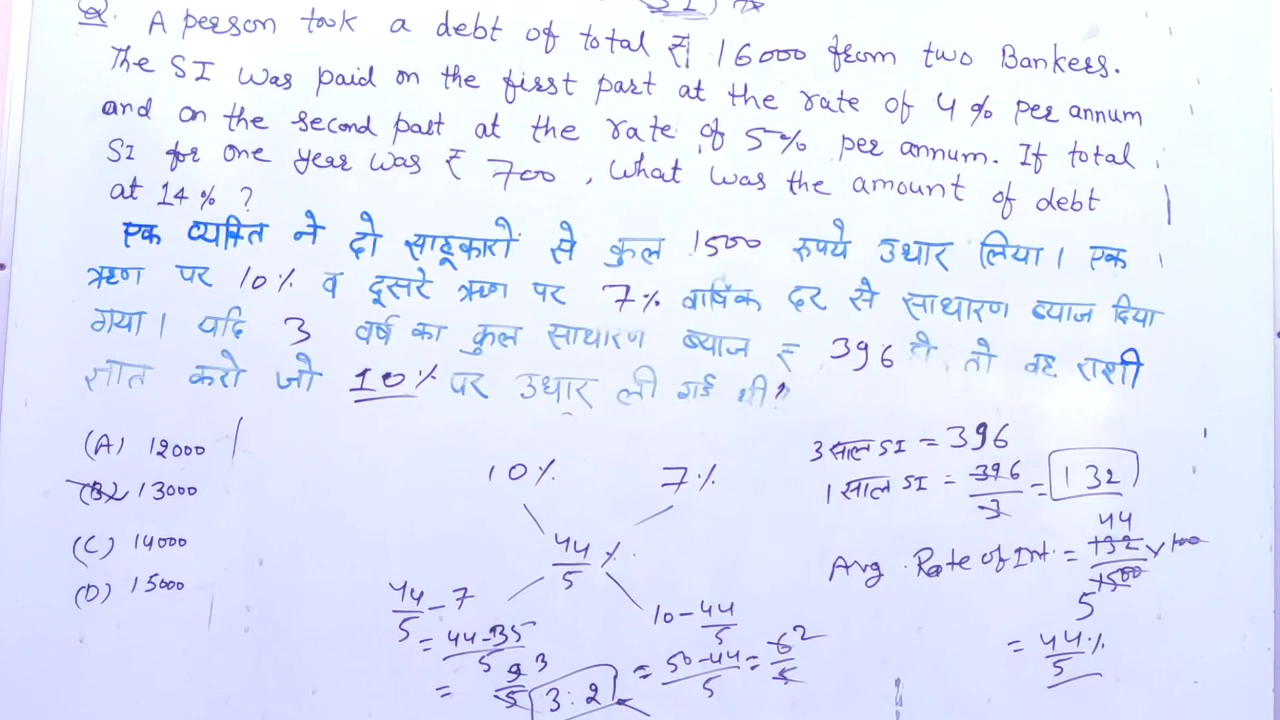 Q. A person took a debt of total ₹ 16000 from two Bankers.
The SI was paid on the first part at the rate of 4% per annum
and on the second part at the rate of 5% per annum. If total
SI for one year was ₹ 700, What was the amount of debt
at 14% ?
एक व्यक्ति ने दो साहूकारों से कुल 1500 रुपये उधार लिया। एक
ऋण पर 10% व दूसरे ऋण पर 7% वार्षिक दर से साधारण ब्याज दिया
गया। यदि 3 वर्ष का कुल साधारण ब्याज ₹ 396 तो वह राशी
ज्ञात करो जो 10% पर उधार ली गई थी?
(A) 12000
(B) 13000
(C) 14000
(D) 15000
10% 7%
44/5 %
44/5 - 7
= 44-35/5
= 9/5 3
3:2
10 - 44/5
= 50-44/5 = 6/5 2
3 साल SI = 396
1 साल SI = 396/3 = 132
Avg. Rate of Int. = 132/1500 × 100
44
5
= 44/5 %